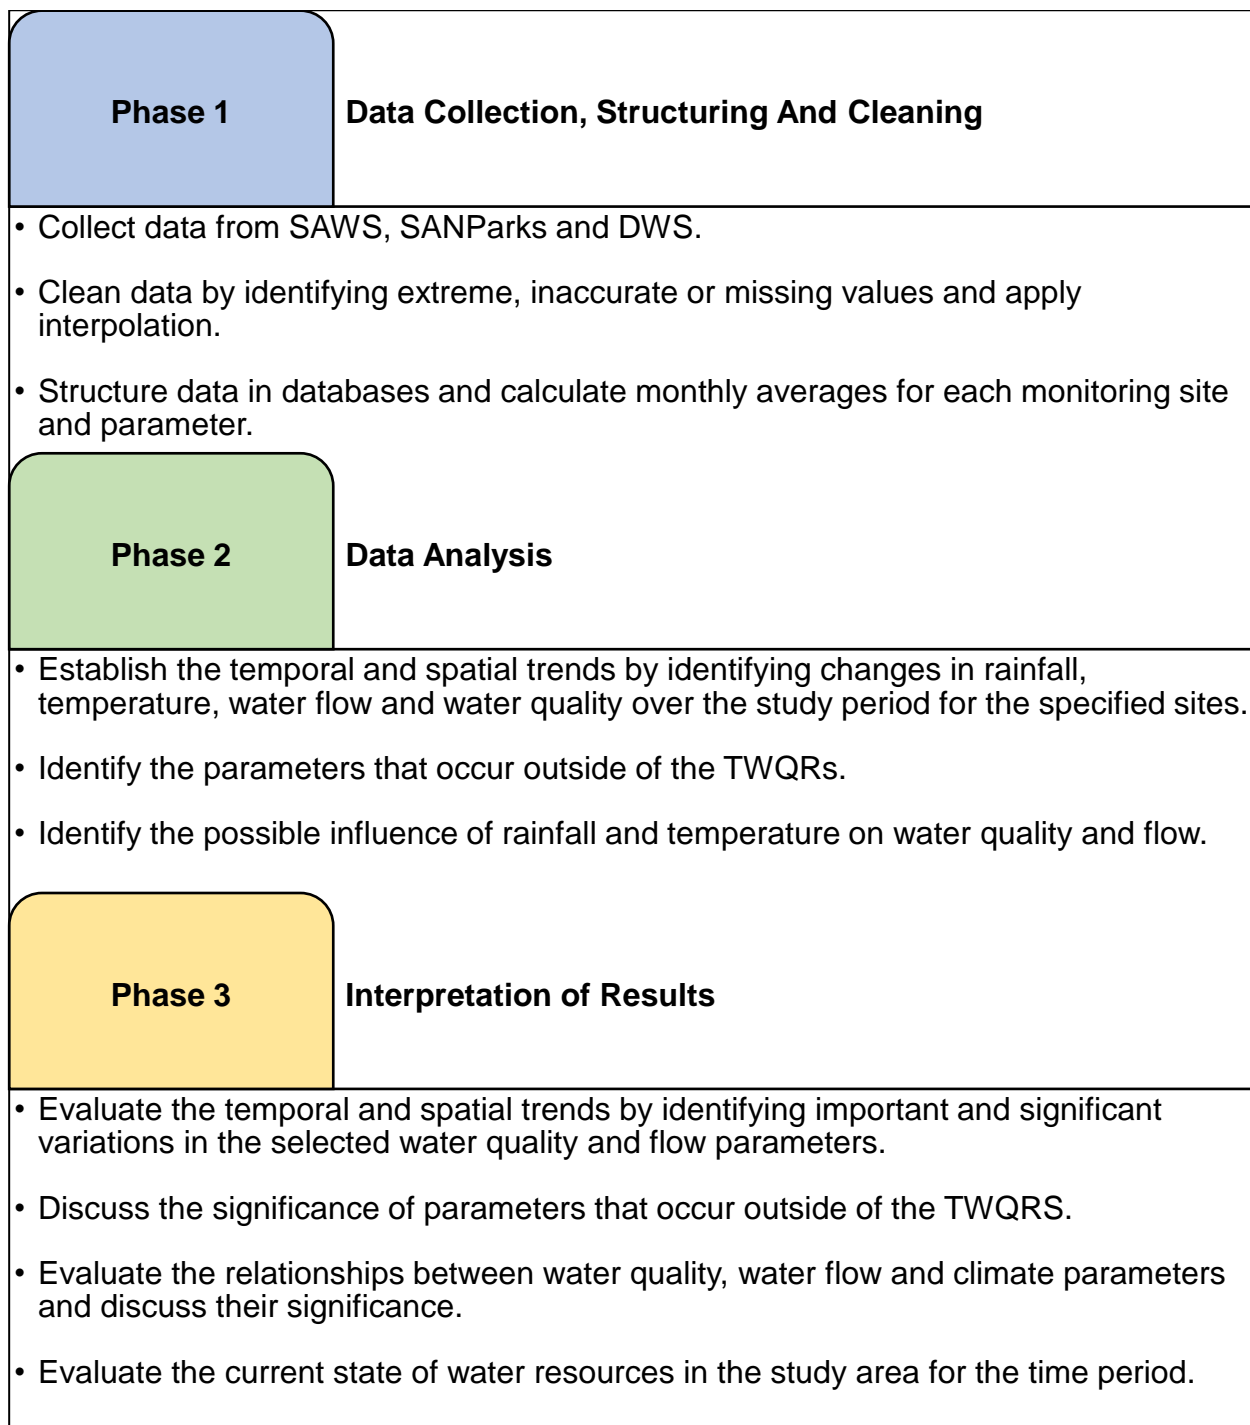 Phase 1
Data Collection, Structuring And Cleaning
• Collect data from SAWS, SANParks and DWS.
• Clean data by identifying extreme, inaccurate or missing values and apply
interpolation.
• Structure data in databases and calculate monthly averages for each monitoring site
and parameter.
Phase 2
Data Analysis
• Establish the temporal and spatial trends by identifying changes in rainfall,
temperature, water flow and water quality over the study period for the specified sites.
• Identify the parameters that occur outside of the TWQRs.
• Identify the possible influence of rainfall and temperature on water quality and flow.
Phase 3
Interpretation of Results
• Evaluate the temporal and spatial trends by identifying important and significant
variations in the selected water quality and flow parameters.
• Discuss the significance of parameters that occur outside of the TWQRS.
• Evaluate the relationships between water quality, water flow and climate parameters
and discuss their significance.
• Evaluate the current state of water resources in the study area for the time period.